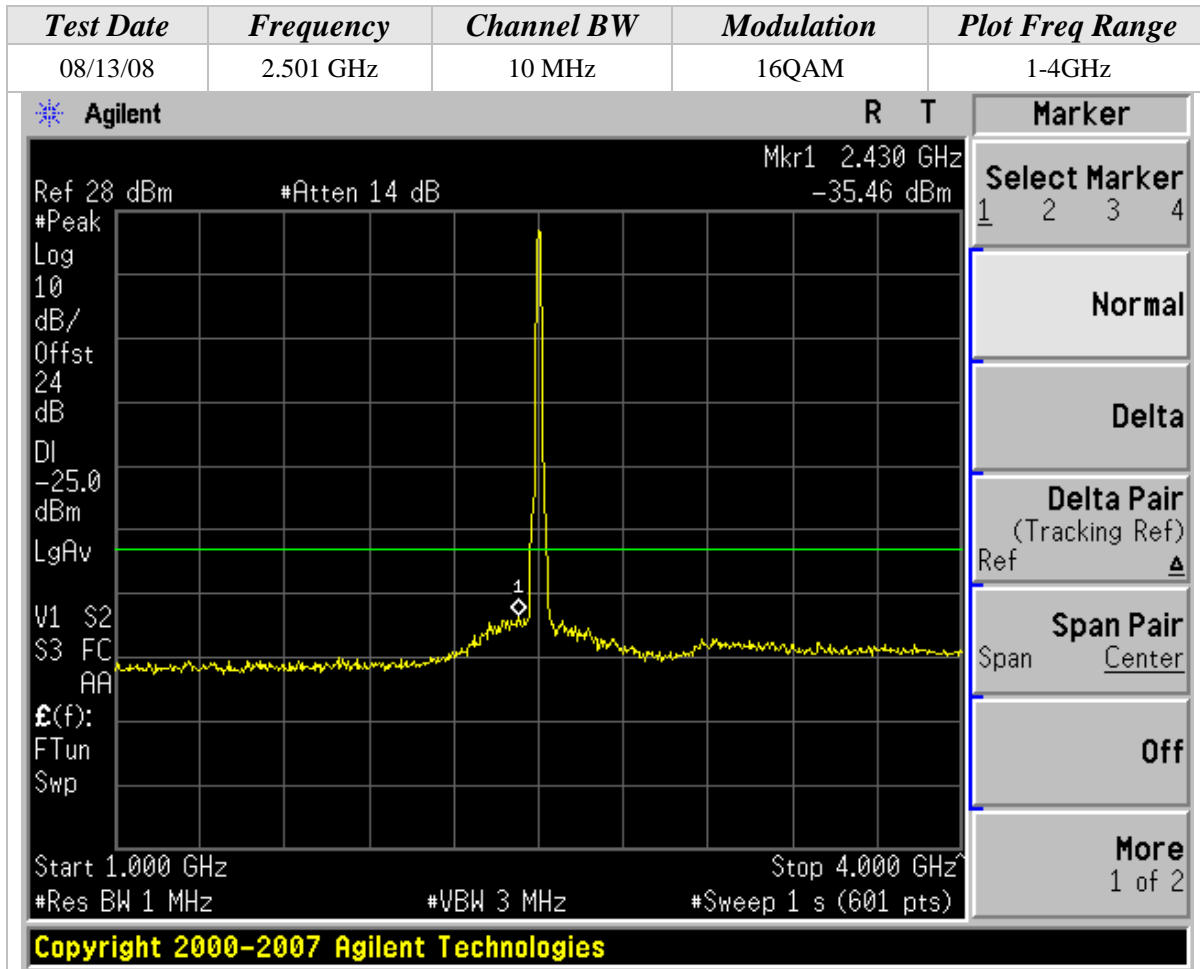 Test Date Frequency Channel BW Modulation Plot Freq Range
08/13/08 2.501 GHz 10 MHz 16QAM 1-4GHz
Agilent R T Marker
Mkr1 2.430 GHz
Ref 28 dBm #Atten 14 dB -35.46 dBm
#Peak
Log
10
dB/
Offst
24
dB
DI
-25.0
dBm
LgAv
1
V1 S2
S3 FC
AA
£(f):
FTun
Swp
Start 1.000 GHz Stop 4.000 GHz^
#Res BW 1 MHz #VBW 3 MHz #Sweep 1 s (601 pts)
Select Marker
1 2 3 4
Normal
Delta
Delta Pair
(Tracking Ref)
Ref Δ
Span Pair
Span Center
Off
More
1 of 2
Copyright 2000-2007 Agilent Technologies